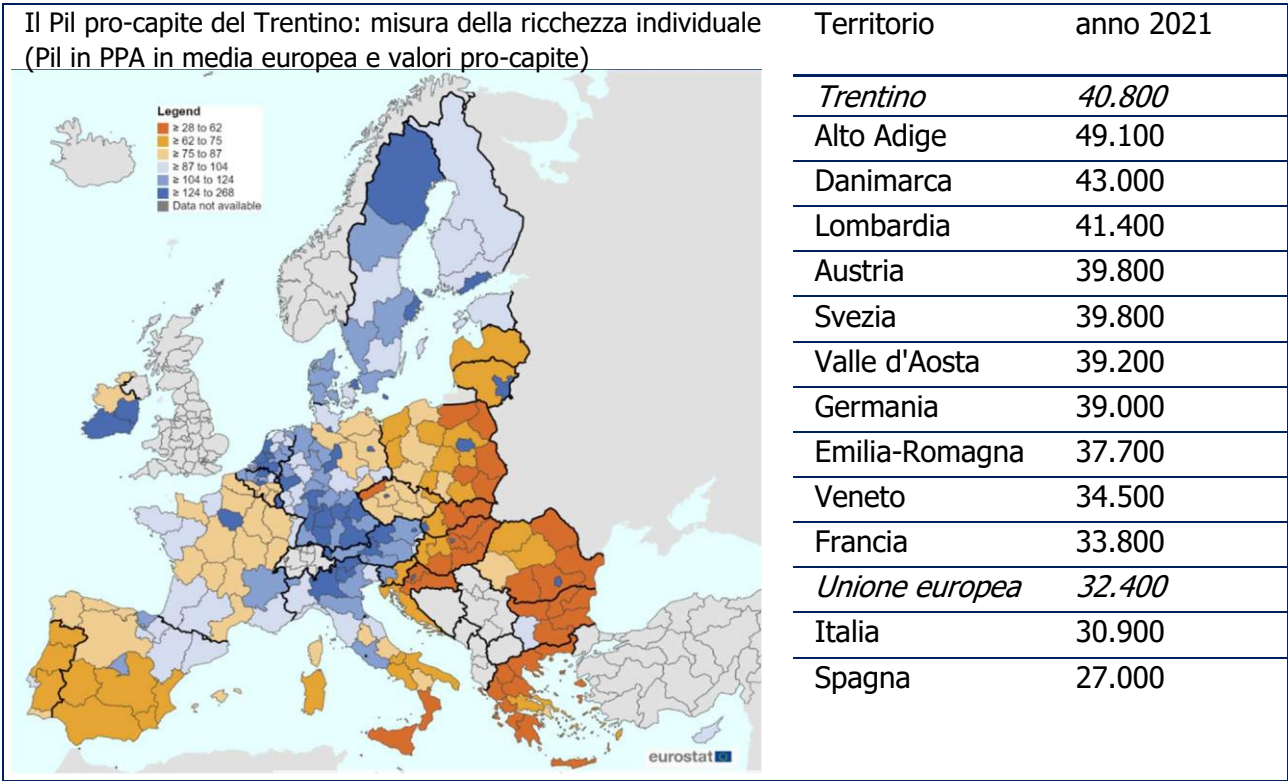 Il Pil pro-capite del Trentino: misura della ricchezza individuale
(Pil in PPA in media europea e valori pro-capite)
Legend
≥ 28 to 62
≥ 62 to 75
≥ 75 to 87
≥ 87 to 104
≥ 104 to 124
≥ 124 to 268
Data not available
eurostat
Territorio anno 2021
Trentino 40.800
Alto Adige 49.100
Danimarca 43.000
Lombardia 41.400
Austria 39.800
Svezia 39.800
Valle d'Aosta 39.200
Germania 39.000
Emilia-Romagna 37.700
Veneto 34.500
Francia 33.800
Unione europea 32.400
Italia 30.900
Spagna 27.000